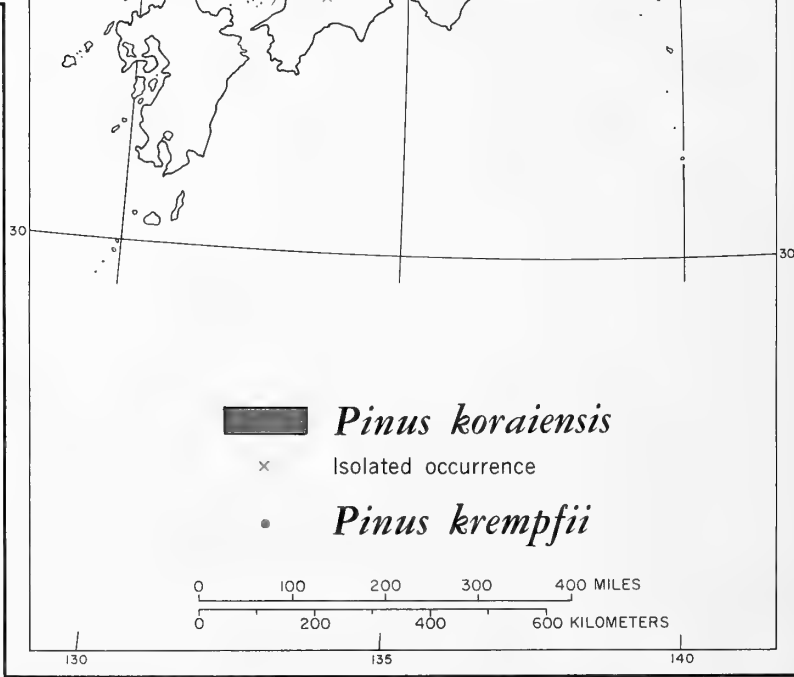 30
30
Pinus koraiensis
× Isolated occurrence
Pinus krempfii
0 100 200 300 400 MILES
0 200 400 600 KILOMETERS
130 135 140